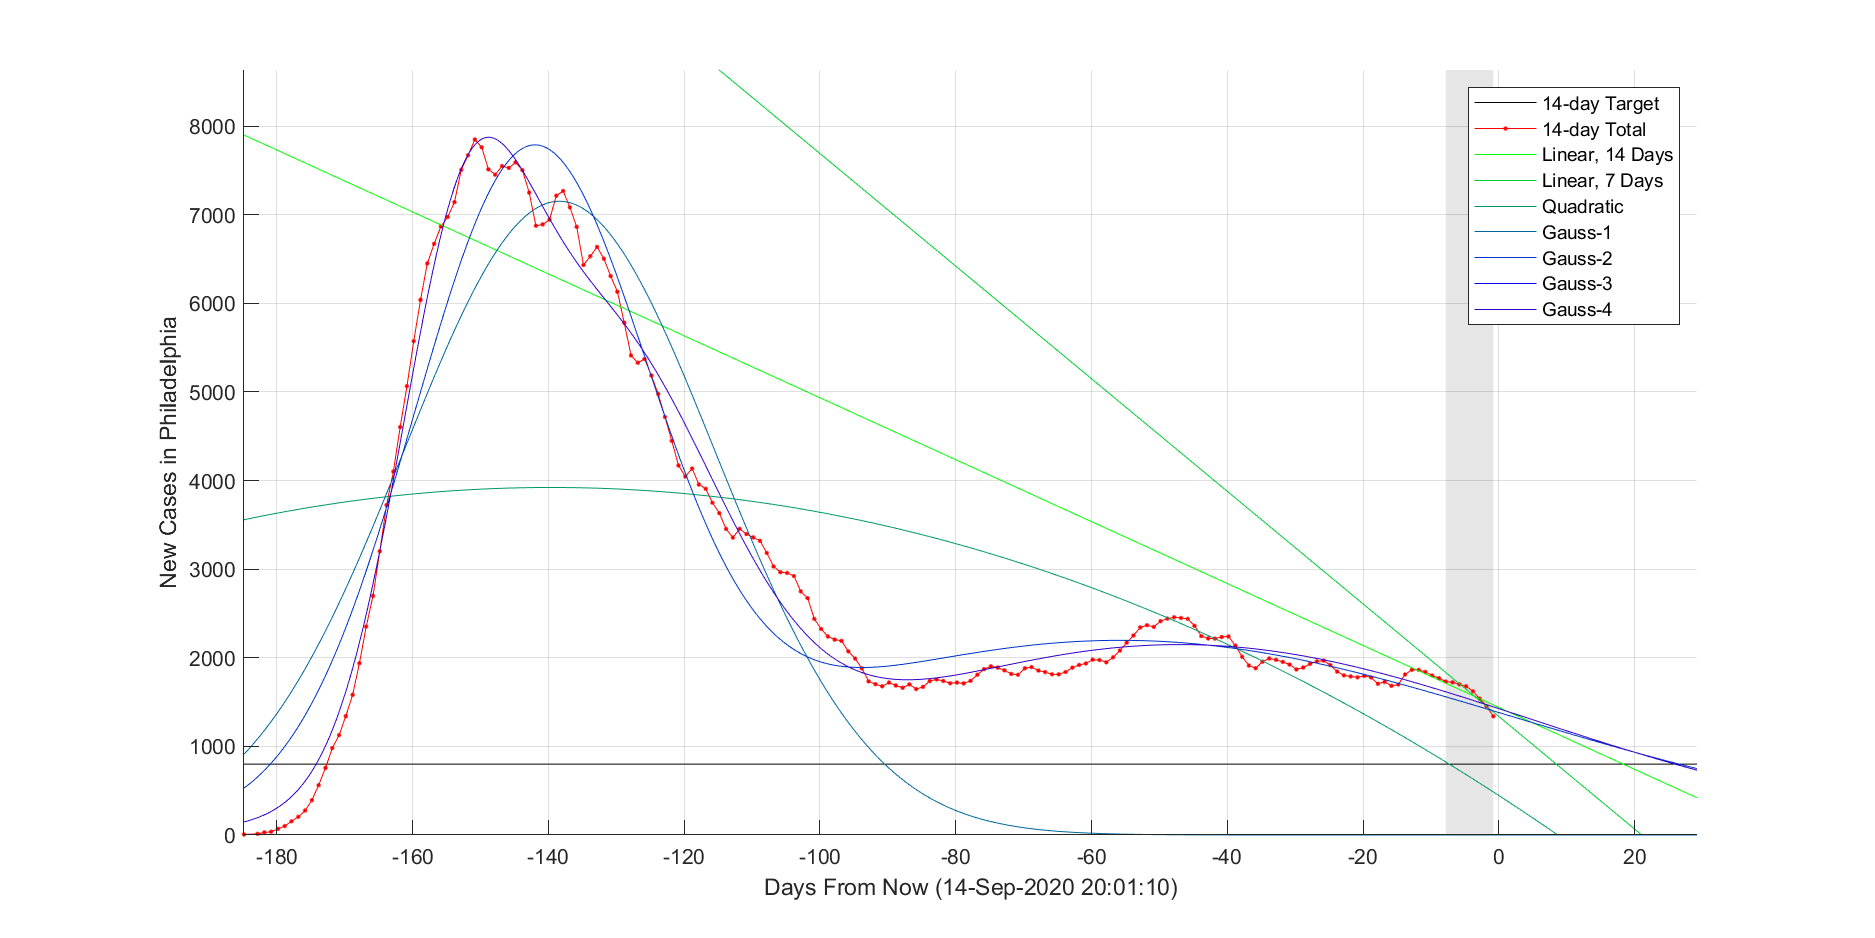 8000
7000
6000
5000
4000
3000
2000
1000
0
New Cases in Philadelphia
-180 -160 -140 -120 -100 -80 -60 -40 -20 0 20
Days From Now (14-Sep-2020 20:01:10)
14-day Target
14-day Total
Linear, 14 Days
Linear, 7 Days
Quadratic
Gauss-1
Gauss-2
Gauss-3
Gauss-4